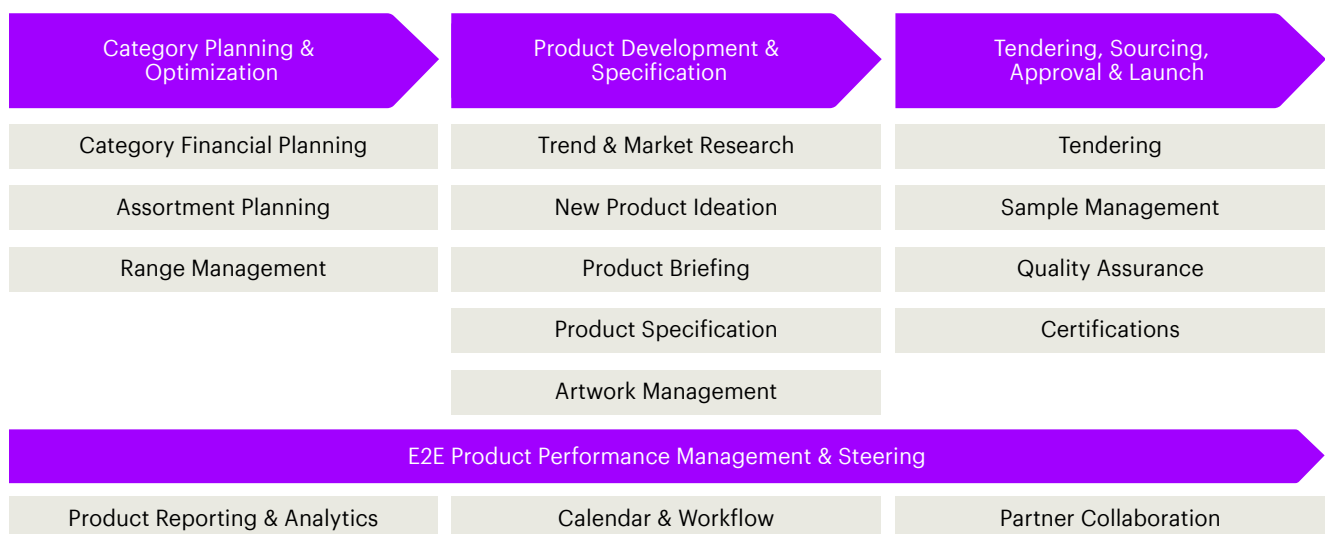 Category Planning &
Optimization
Product Development &
Specification
Tendering, Sourcing,
Approval & Launch
Category Financial Planning
Trend & Market Research
Tendering
Assortment Planning
New Product Ideation
Sample Management
Range Management
Product Briefing
Quality Assurance
Product Specification
Certifications
Artwork Management
E2E Product Performance Management & Steering
Product Reporting & Analytics
Calendar & Workflow
Partner Collaboration